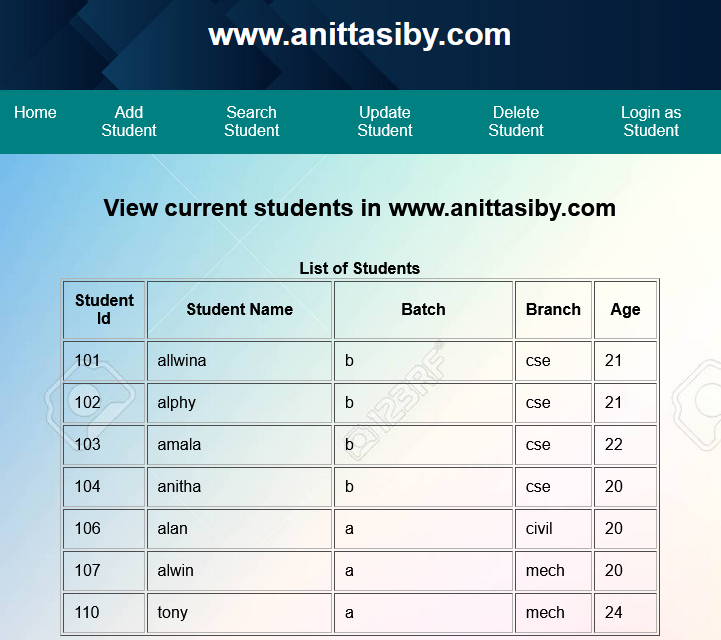 www.anittasiby.com
Home Add Student Search Student Update Student Delete Student Login as Student
View current students in www.anittasiby.com
List of Students
Student Id Student Name Batch Branch Age
101 allwina b cse 21
102 alphy b cse 21
103 amala b cse 22
104 anitha b cse 20
106 alan a civil 20
107 alwin a mech 20
110 tony a mech 24
123RF